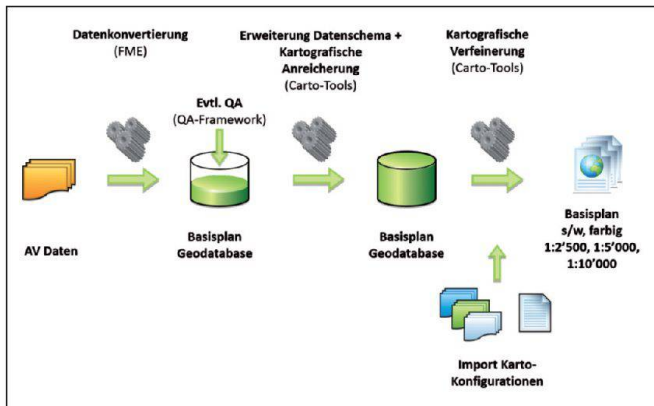 Datenkonvertierung
(FME)
Erweiterung Datenschema +
Kartografische
Anreicherung
(Carto-Tools)
Kartografische
Verfeinerung
(Carto-Tools)
Evtl. QA
(QA-Framework)
AV Daten
Basisplan
Geodatabase
Basisplan
Geodatabase
Basisplan
s/w, farbig
1:2'500, 1:5'000,
1:10'000
Import Karto-
Konfigurationen